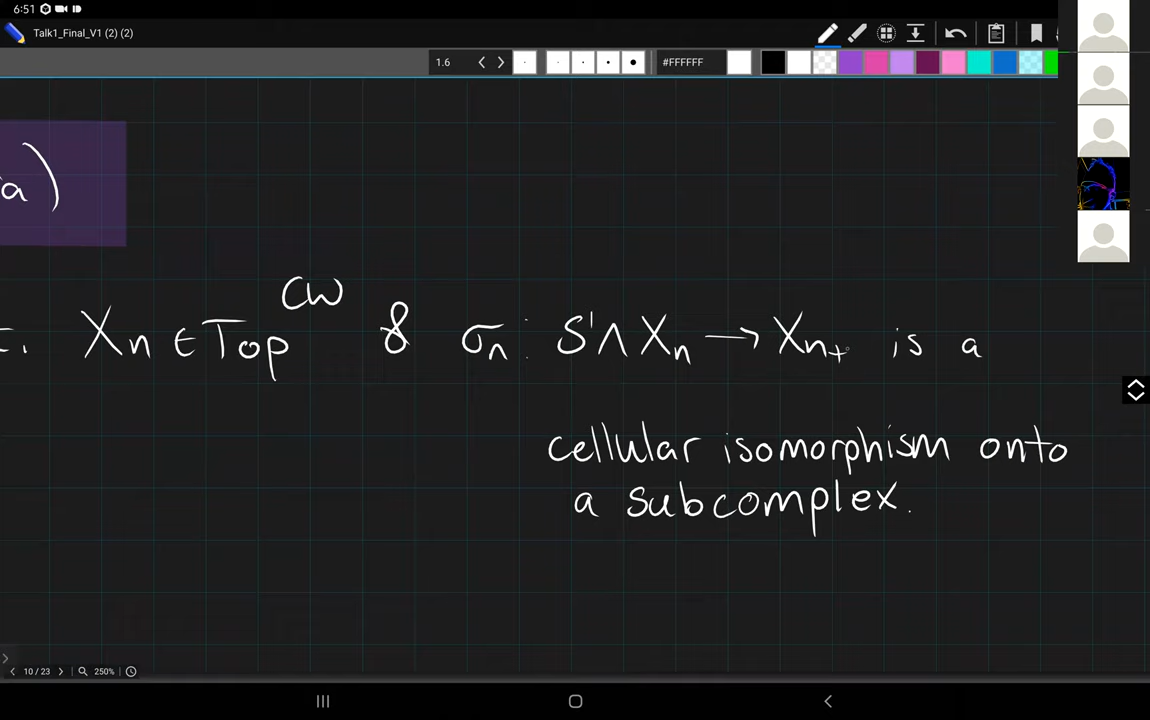 6:51
Talk1_Final_V1 (2) (2)
1.6 #FFFFFF
a)
t. Xn ∈ Top^CW & σn: S¹ ∧ Xn → Xn+ is a
cellular isomorphism onto
a subcomplex.
10 / 23 250%